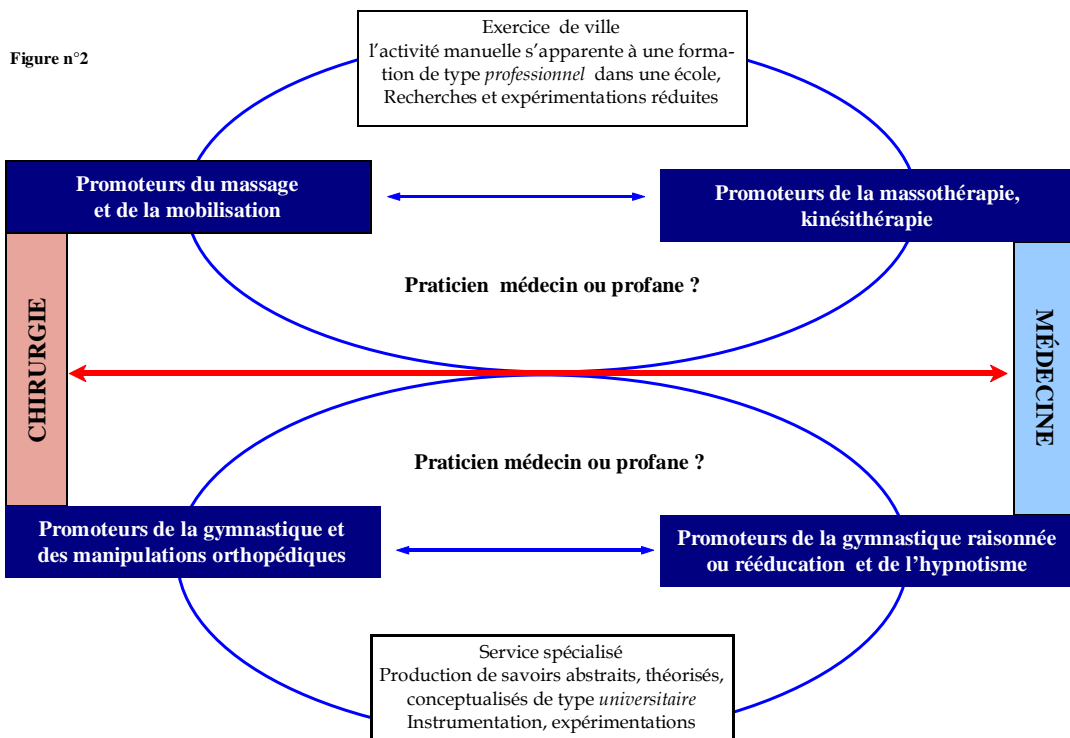 Figure n°2
Exercice de ville
l'activité manuelle s'apparente à une forma-
tion de type professionnel dans une école,
Recherches et expérimentations réduites
Promoteurs du massage
et de la mobilisation
Promoteurs de la massothérapie,
kinésithérapie
Praticien médecin ou profane ?
CHIRURGIE
MÉDECINE
Praticien médecin ou profane ?
Promoteurs de la gymnastique et
des manipulations orthopédiques
Promoteurs de la gymnastique raisonnée
ou rééducation et de l'hypnotisme
Service spécialisé
Production de savoirs abstraits, théorisés,
conceptualisés de type universitaire
Instrumentation, expérimentations